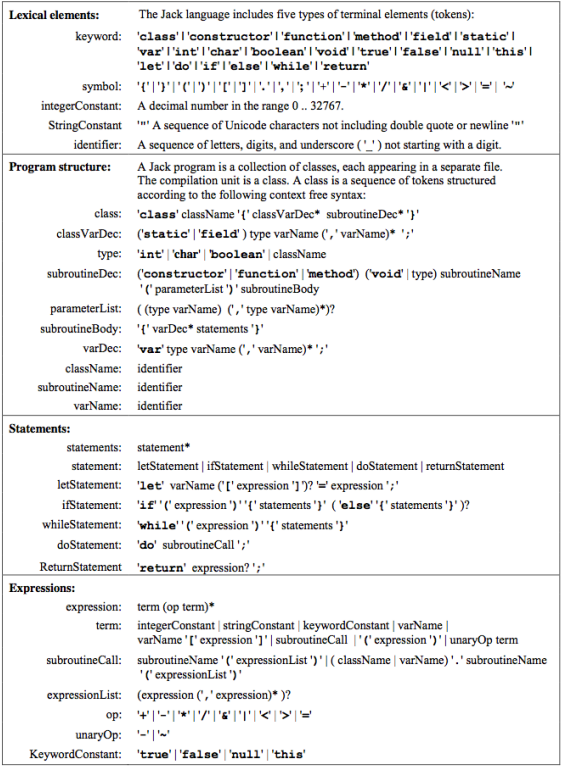 Lexical elements: The Jack language includes five types of terminal elements (tokens):
keyword: 'class'|'constructor'|'function'|'method'|'field'|'static'|
'var'|'int'|'char'|'boolean'|'void'|'true'|'false'|'null'|'this'|
'let'|'do'|'if'|'else'|'while'|'return'
symbol: '{'|'}'|'('|')'|'['|']'|'.'|','|';'|'+'|'-'|'*'|'/'|'&'|'|'|'<'|'>'|'='|'~'
integerConstant: A decimal number in the range 0 .. 32767.
StringConstant '"' A sequence of Unicode characters not including double quote or newline '"'
identifier: A sequence of letters, digits, and underscore ( '_' ) not starting with a digit.
Program structure: A Jack program is a collection of classes, each appearing in a separate file.
The compilation unit is a class. A class is a sequence of tokens structured
according to the following context free syntax:
class: 'class' className '{' classVarDec* subroutineDec* '}'
classVarDec: ('static'|'field' ) type varName (',' varName)* ';'
type: 'int'|'char'|'boolean'| className
subroutineDec: ('constructor'|'function'|'method') ('void'| type) subroutineName
'(' parameterList ')' subroutineBody
parameterList: ( (type varName) (',' type varName)*)?
subroutineBody: '{' varDec* statements '}'
varDec: 'var' type varName (',' varName)* ';'
className: identifier
subroutineName: identifier
varName: identifier
Statements:
statements: statement*
statement: letStatement | ifStatement | whileStatement | doStatement | returnStatement
letStatement: 'let' varName ('[' expression ']')? '=' expression ';'
ifStatement: 'if' '(' expression ')' '{' statements '}' ( 'else' '{' statements '}' )?
whileStatement: 'while' '(' expression ')' '{' statements '}'
doStatement: 'do' subroutineCall ';'
ReturnStatement 'return' expression? ';'
Expressions:
expression: term (op term)*
term: integerConstant | stringConstant | keywordConstant | varName |
varName '[' expression ']' | subroutineCall | '(' expression ')' | unaryOp term
subroutineCall: subroutineName '(' expressionList ')' | ( className | varName) '.' subroutineName
'(' expressionList ')'
expressionList: (expression (',' expression)* )?
op: '+'|'-'|'*'|'/'|'&'|'|'|'<'|'>'|'='
unaryOp: '-'|'~'
KeywordConstant: 'true'|'false'|'null'|'this'